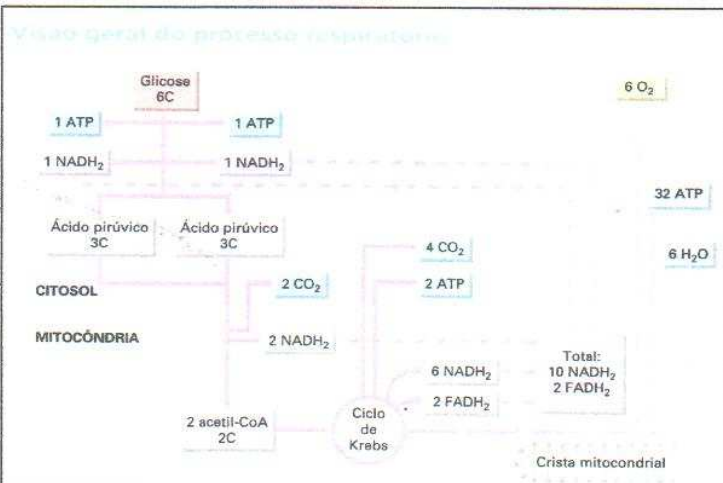 Visão geral do processo respiratório
Glicose
6C
6 O₂
1 ATP
1 ATP
1 NADH₂
1 NADH₂
32 ATP
Ácido pirúvico
3C
Ácido pirúvico
3C
4 CO₂
6 H₂O
CITOSOL
2 CO₂
2 ATP
MITOCÔNDRIA
2 NADH₂
Total:
10 NADH₂
2 FADH₂
6 NADH₂
2 FADH₂
2 acetil-CoA
2C
Ciclo
de
Krebs
Crista mitocondrial